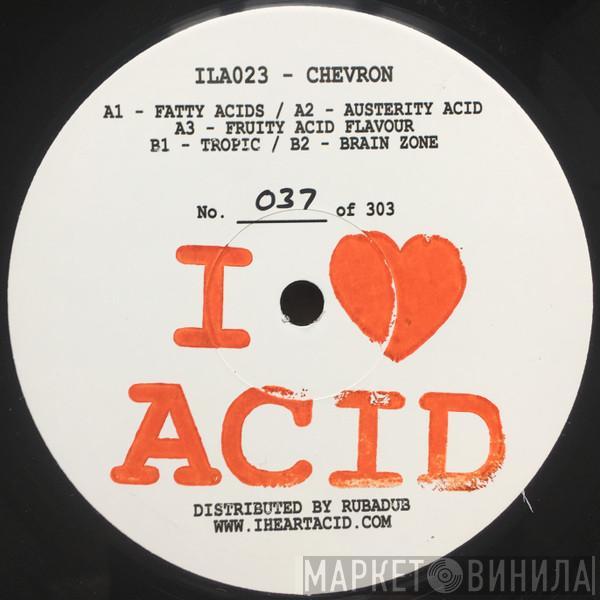 ILA023 - CHEVRON
A1 - FATTY ACIDS / A2 - AUSTERITY ACID
A3 - FRUITY ACID FLAVOUR
B1 - TROPIC / B2 - BRAIN ZONE
No. 037 of 303
I ♥
ACID
DISTRIBUTED BY RUBADUB
WWW.IHEARTACID.COM
МАРКЕТ ВИНИЛА